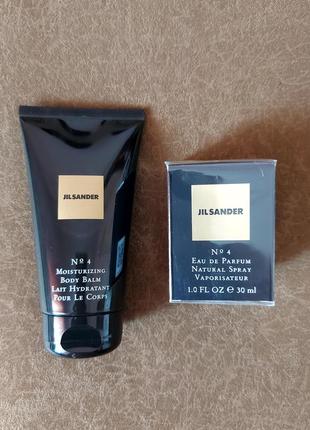 JILSANDER
Nº 4
MOISTURIZING
BODY BALM
LAIT HYDRATANT
POUR LE CORPS
JILSANDER
Nº 4
EAU DE PARFUM
NATURAL SPRAY
VAPORISATEUR
1.0 FL OZ ℮ 30 ml